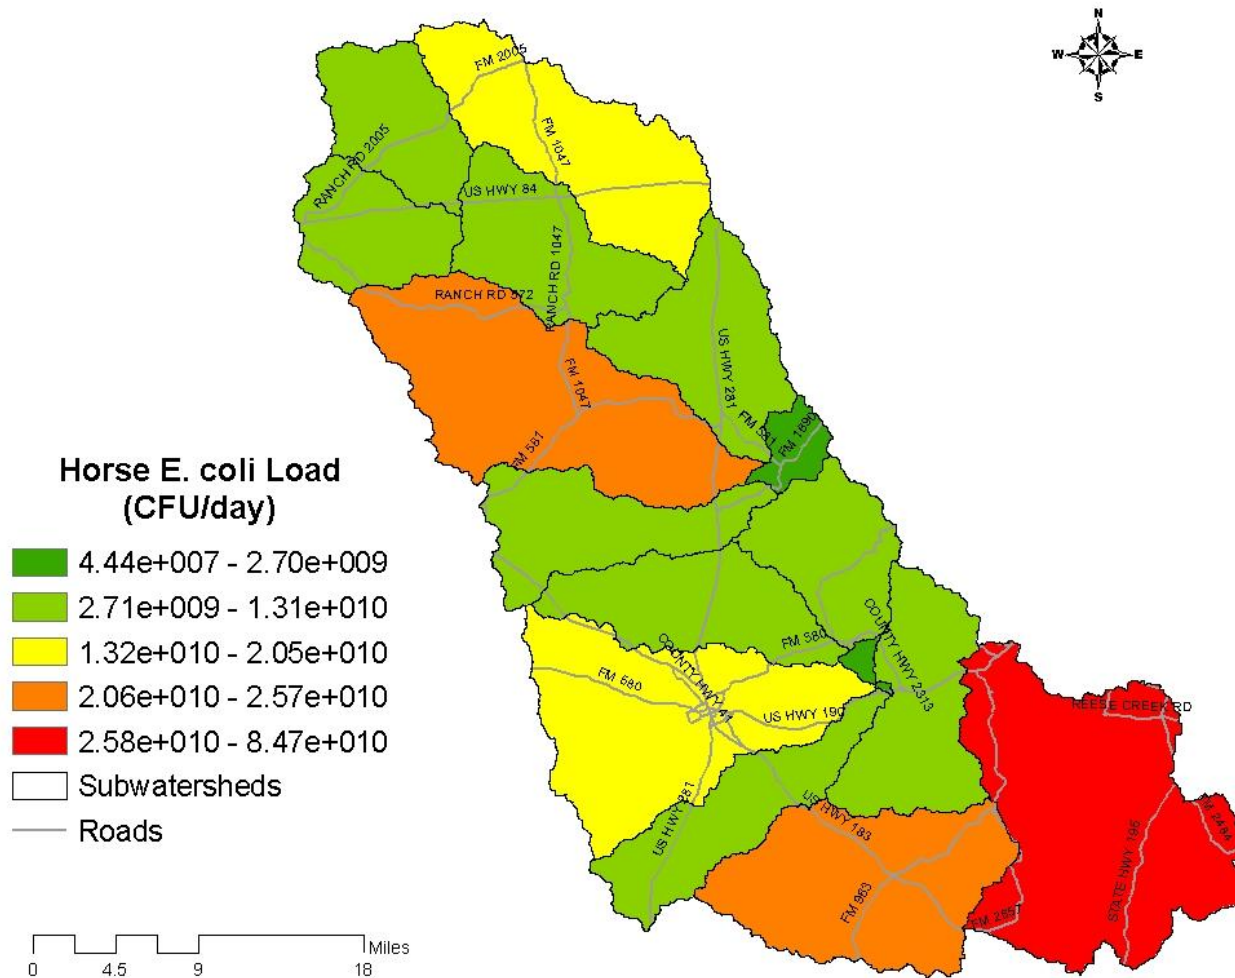 N
W E
S
FM 2005
FM 1047
RANCH RD 2005
US HWY 84
RANCH RD 1047
RANCH RD 572
US HWY 281
FM 1047
FM 581
FM 1690
FM 581
Horse E. coli Load
(CFU/day)
4.44e+007 - 2.70e+009
2.71e+009 - 1.31e+010
1.32e+010 - 2.05e+010
2.06e+010 - 2.57e+010
2.58e+010 - 8.47e+010
Subwatersheds
Roads
COUNTY HWY 2313
FM 580
COUNTY HWY 41
FM 580
US HWY 190
REESE CREEK RD
US HWY 281
US HWY 183
FM 2484
STATE HWY 195
FM 963
FM 2657
Miles
0 4.5 9 18